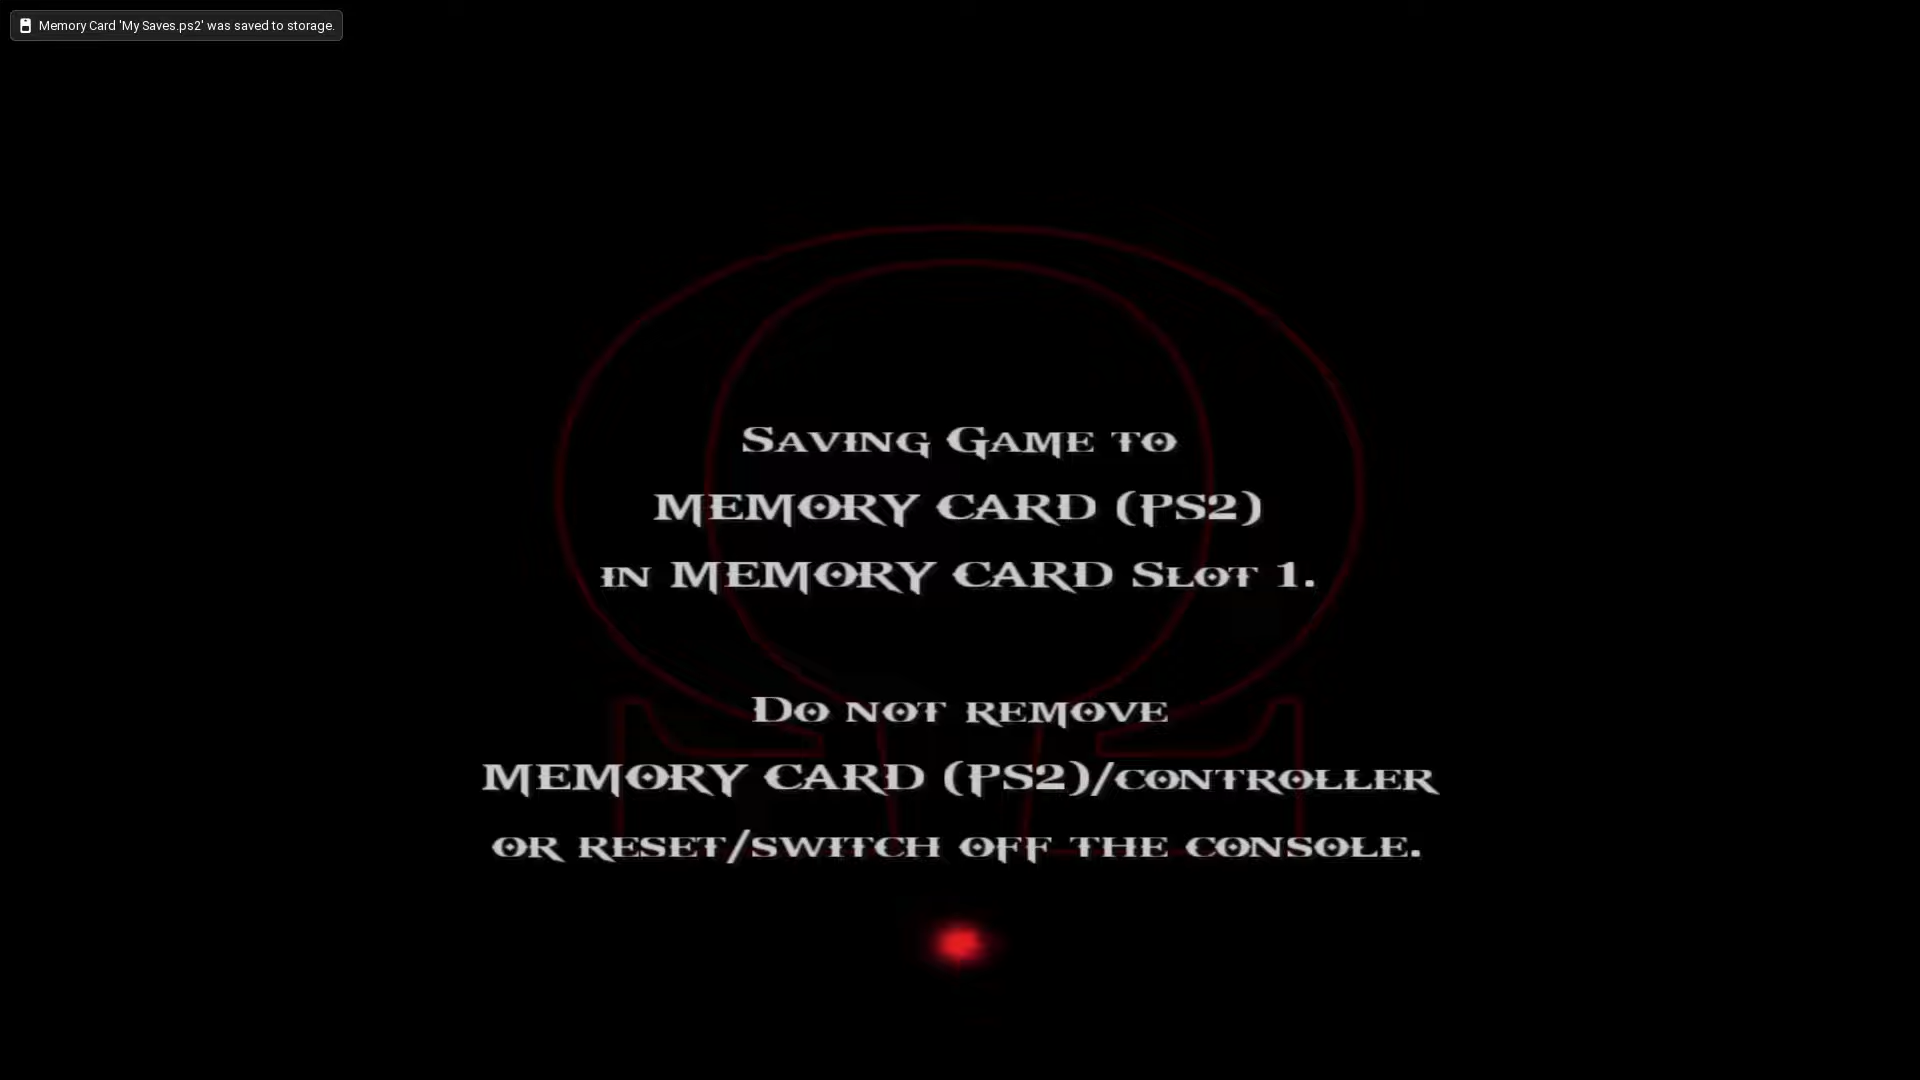 Memory Card 'My Saves.ps2' was saved to storage.
Saving Game to
MEMORY CARD (PS2)
in MEMORY CARD Slot 1.
Do not remove
MEMORY CARD (PS2)/controller
or reset/switch off the console.